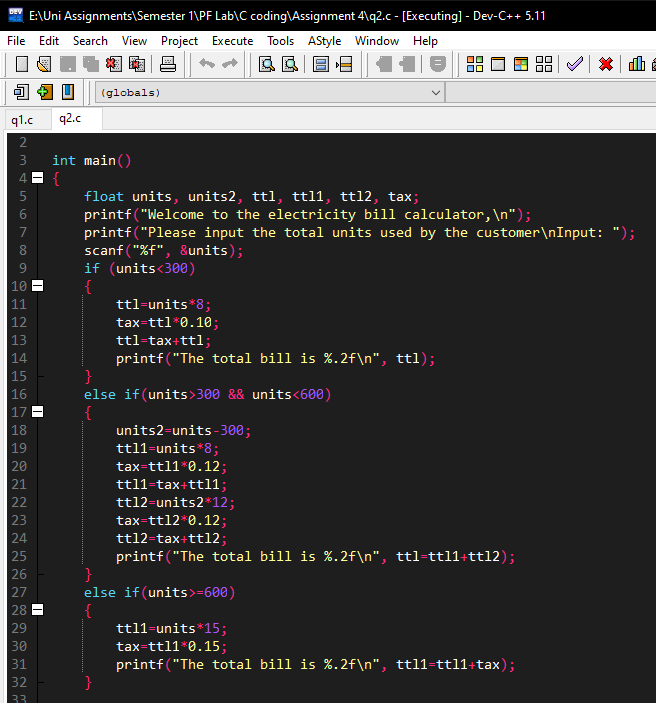 E:\Uni Assignments\Semester 1\PF Lab\C coding\Assignment 4\q2.c - [Executing] - Dev-C++ 5.11
File Edit Search View Project Execute Tools AStyle Window Help
(globals)
q1.c q2.c
2
3 int main()
4 {
5 float units, units2, ttl, ttl1, ttl2, tax;
6 printf("Welcome to the electricity bill calculator,\n");
7 printf("Please input the total units used by the customer\nInput: ");
8 scanf("%f", &units);
9 if (units<300)
10 {
11 ttl=units*8;
12 tax=ttl*0.10;
13 ttl=tax+ttl;
14 printf("The total bill is %.2f\n", ttl);
15 }
16 else if(units>300 && units<600)
17 {
18 units2=units-300;
19 ttl1=units*8;
20 tax=ttl1*0.12;
21 ttl1=tax+ttl1;
22 ttl2=units2*12;
23 tax=ttl2*0.12;
24 ttl2=tax+ttl2;
25 printf("The total bill is %.2f\n", ttl=ttl1+ttl2);
26 }
27 else if(units>=600)
28 {
29 ttl1=units*15;
30 tax=ttl1*0.15;
31 printf("The total bill is %.2f\n", ttl1=ttl1+tax);
32 }
33